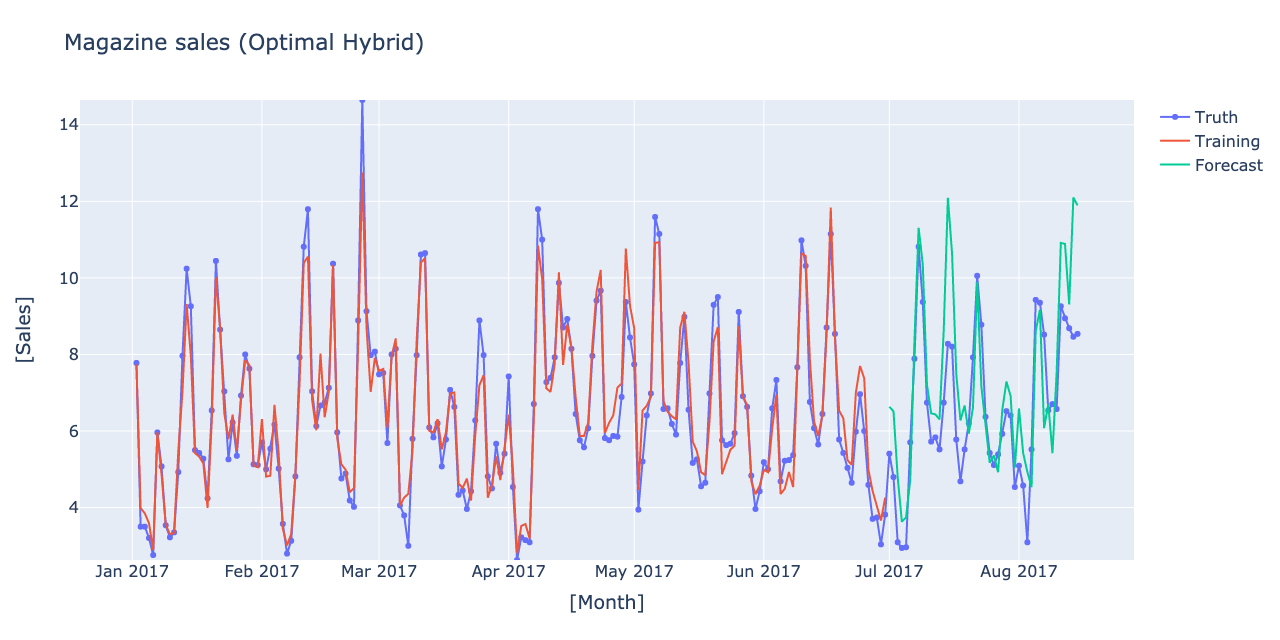 Magazine sales (Optimal Hybrid)
Truth
Training
Forecast
14
12
10
8
6
4
[Sales]
Jan 2017
Feb 2017
Mar 2017
Apr 2017
May 2017
Jun 2017
Jul 2017
Aug 2017
[Month]